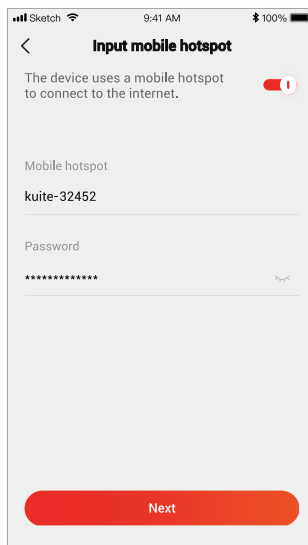 Sketch 9:41 AM 100%
Input mobile hotspot
The device uses a mobile hotspot
to connect to the internet.
Mobile hotspot
kuite-32452
Password
*************
Next